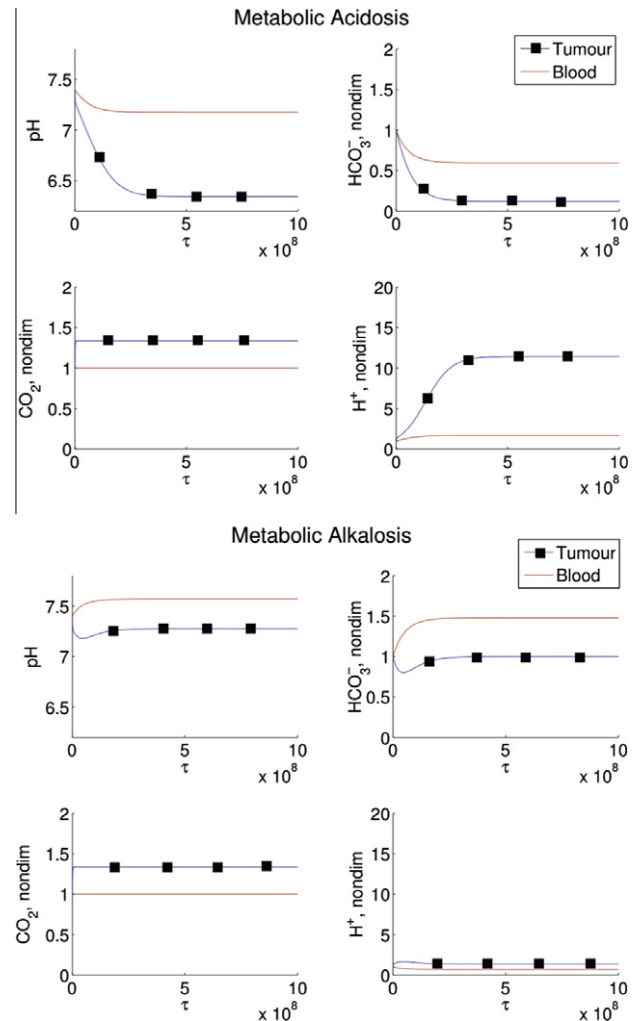 Metabolic Acidosis
pH
7.5
7
6.5
0
5
10
τ
x 10^8
HCO3^-, nondim
2
1.5
1
0.5
0
0
5
10
τ
x 10^8
Tumour
Blood
CO2, nondim
2
1.5
1
0.5
0
0
5
10
τ
x 10^8
H^+, nondim
20
15
10
5
0
0
5
10
τ
x 10^8
Metabolic Alkalosis
pH
7.5
7
6.5
0
5
10
τ
x 10^8
HCO3^-, nondim
2
1.5
1
0.5
0
0
5
10
τ
x 10^8
Tumour
Blood
CO2, nondim
2
1.5
1
0.5
0
0
5
10
τ
x 10^8
H^+, nondim
20
15
10
5
0
0
5
10
τ
x 10^8